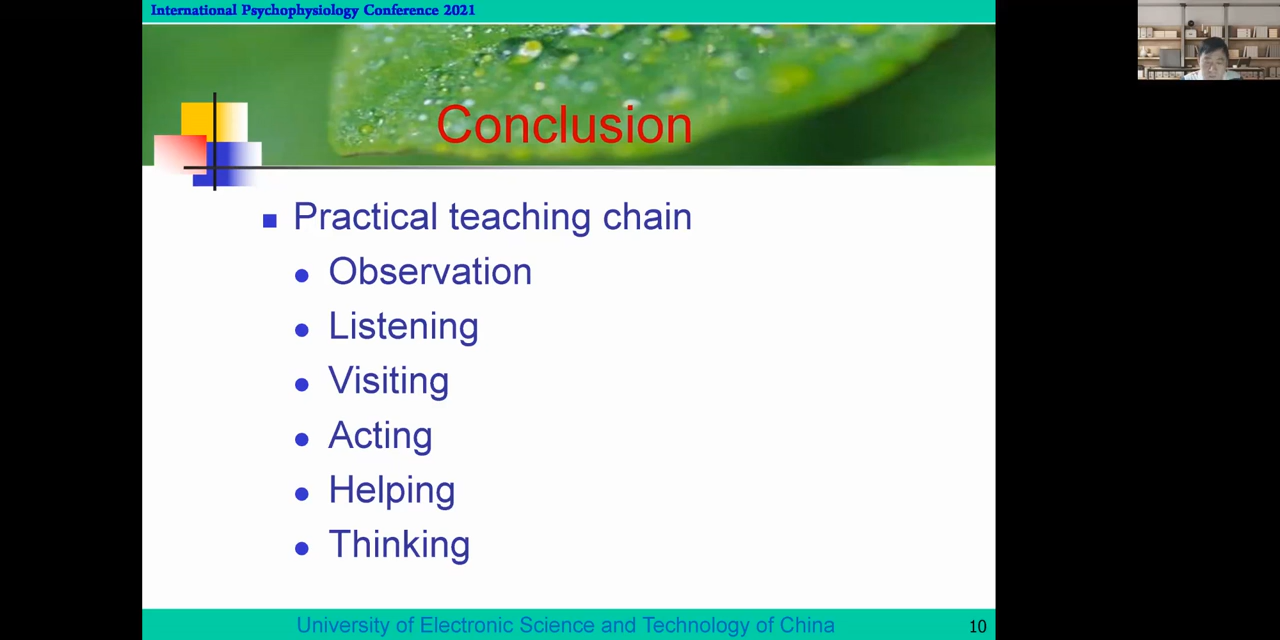 International Psychophysiology Conference 2021
Conclusion
Practical teaching chain
Observation
Listening
Visiting
Acting
Helping
Thinking
University of Electronic Science and Technology of China
10